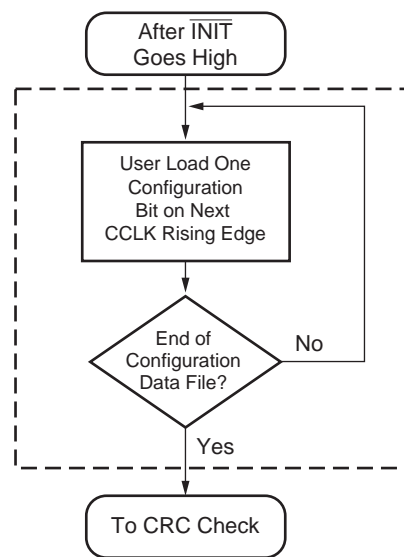 After INIT
Goes High
User Load One
Configuration
Bit on Next
CCLK Rising Edge
End of
Configuration
Data File?
No
Yes
To CRC Check